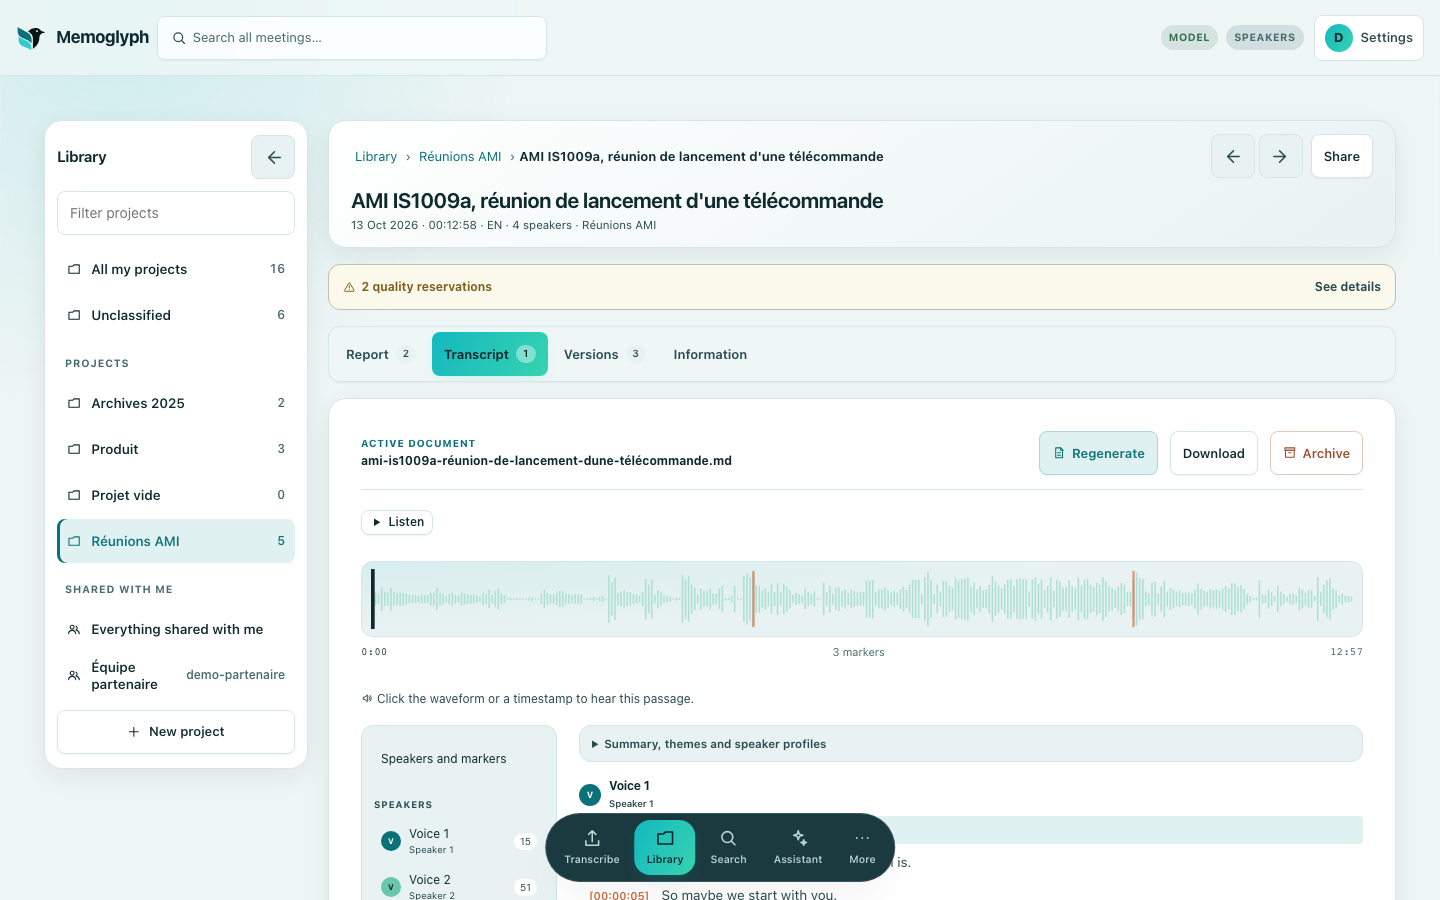 Memoglyph
Search all meetings...
MODEL
SPEAKERS
D
Settings
Library
Filter projects
All my projects 16
Unclassified 6
PROJECTS
Archives 2025 2
Produit 3
Projet vide 0
Réunions AMI 5
SHARED WITH ME
Everything shared with me
Équipe partenaire demo-partenaire
+ New project
Library › Réunions AMI › AMI IS1009a, réunion de lancement d'une télécommande
Share
AMI IS1009a, réunion de lancement d'une télécommande
13 Oct 2026 · 00:12:58 · EN · 4 speakers · Réunions AMI
2 quality reservations
See details
Report 2
Transcript 1
Versions 3
Information
ACTIVE DOCUMENT
ami-is1009a-réunion-de-lancement-dune-télécommande.md
Regenerate
Download
Archive
Listen
0:00
3 markers
12:57
Click the waveform or a timestamp to hear this passage.
Speakers and markers
SPEAKERS
V
Voice 1
Speaker 1
15
V
Voice 2
Speaker 2
51
Summary, themes and speaker profiles
V
Voice 1
Speaker 1
is.
[00:00:05] So maybe we start with you.
Transcribe
Library
Search
Assistant
More